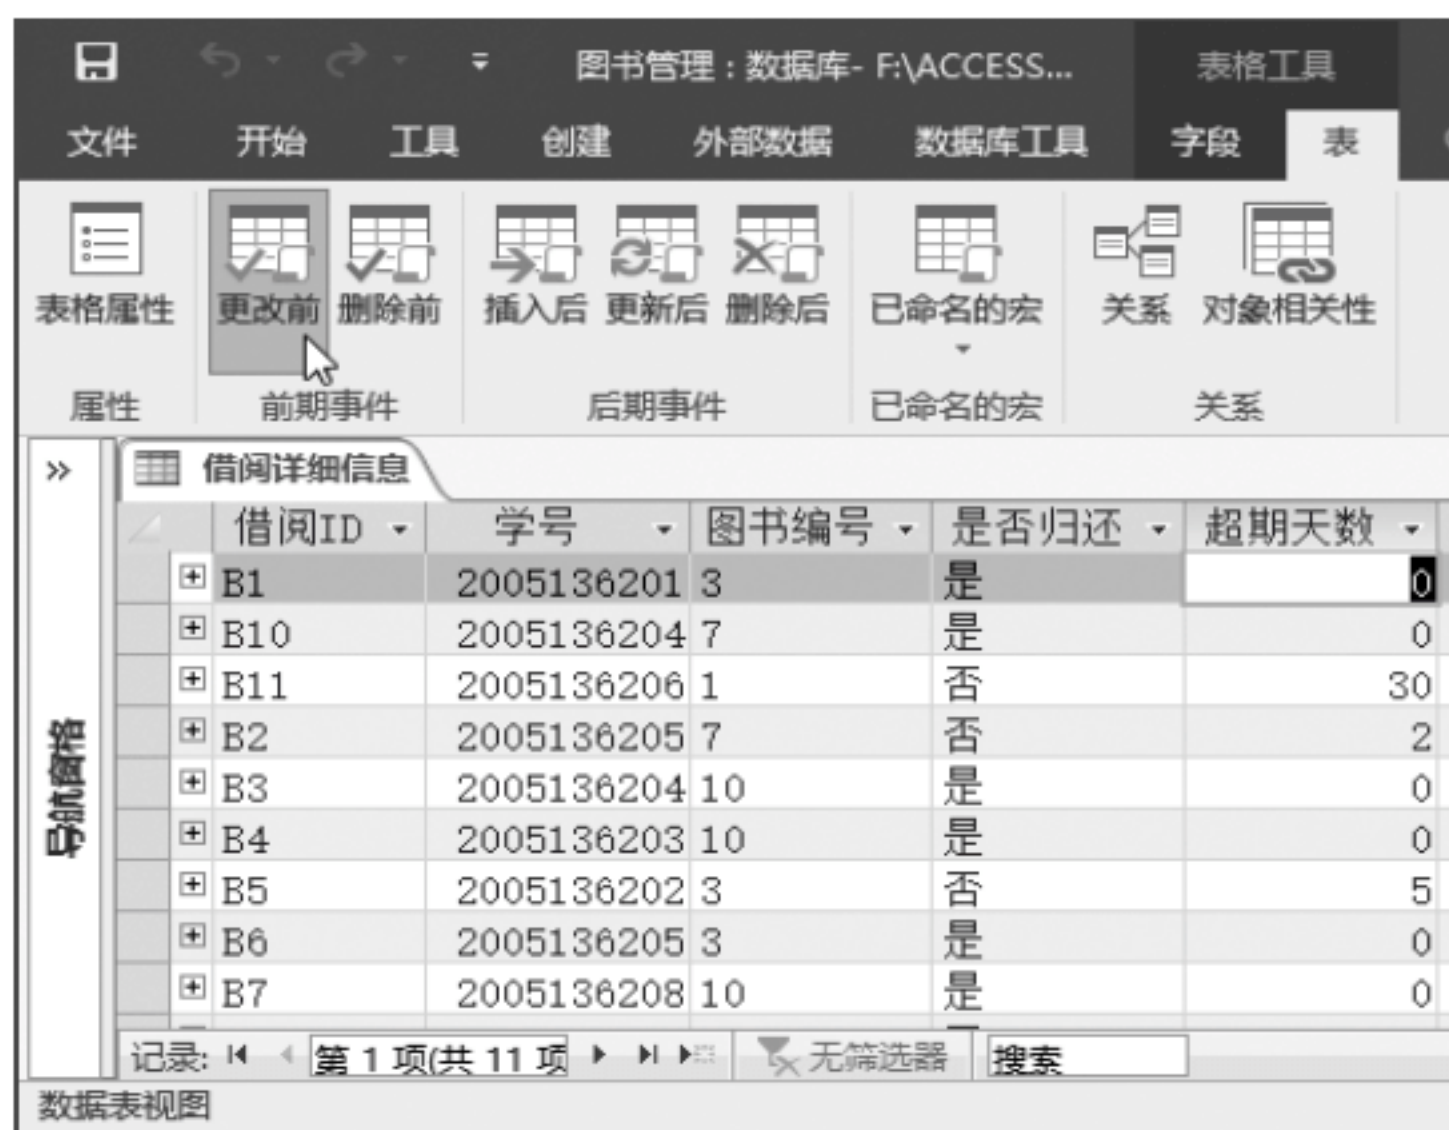 图书管理：数据库- F:\ACCESS... 表格工具
文件 开始 工具 创建 外部数据 数据库工具 字段 表
表格属性 更改前 删除前 插入后 更新后 删除后 已命名的宏 关系 对象相关性
属性 前期事件 后期事件 已命名的宏 关系
» 借阅详细信息
借阅ID 学号 图书编号 是否归还 超期天数
B1 2005136201 3 是 0
B10 2005136204 7 是 0
B11 2005136206 1 否 30
B2 2005136205 7 否 2
B3 2005136204 10 是 0
B4 2005136203 10 是 0
B5 2005136202 3 否 5
B6 2005136205 3 是 0
B7 2005136208 10 是 0
导航窗格
记录: 第 1 项(共 11 项 无筛选器 搜索
数据表视图